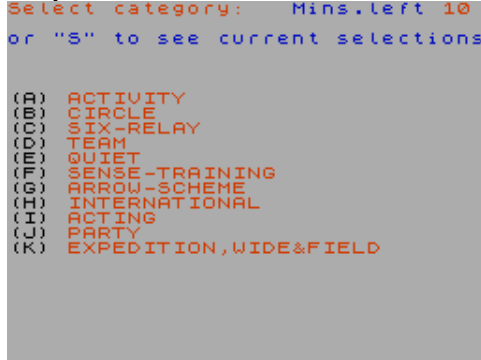 Select category: Mins.left 10
or "S" to see current selections
(A) ACTIVITY
(B) CIRCLE
(C) SIX-RELAY
(D) TEAM
(E) QUIET
(F) SENSE-TRAINING
(G) ARROW-SCHEME
(H) INTERNATIONAL
(I) ACTING
(J) PARTY
(K) EXPEDITION,WIDE&FIELD